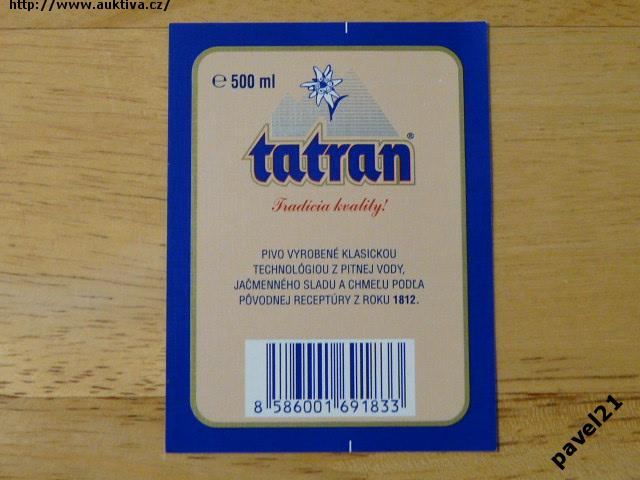 http://www.auktiva.cz/
℮ 500 ml
tatran®
Tradícia kvality!
PIVO VYROBENÉ KLASICKOU
TECHNOLÓGIOU Z PITNEJ VODY,
JAČMENNÉHO SLADU A CHMEĽU PODĽA
PÔVODNEJ RECEPTÚRY Z ROKU 1812.
8 586001 691833
pavel21